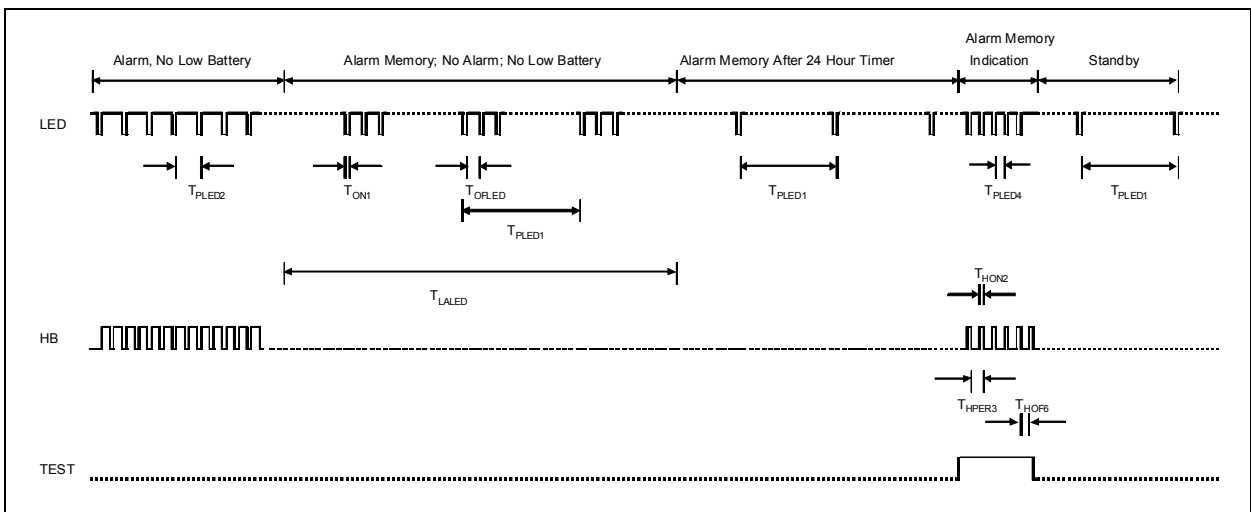 Alarm, No Low Battery
Alarm Memory; No Alarm; No Low Battery
Alarm Memory After 24 Hour Timer
Alarm Memory
Indication
Standby
LED
TPLED2
TON1
TOFLED
TPLED1
TPLED1
TPLED4
TPLED1
TLALED
THON2
HB
THPER3
THOF6
TEST